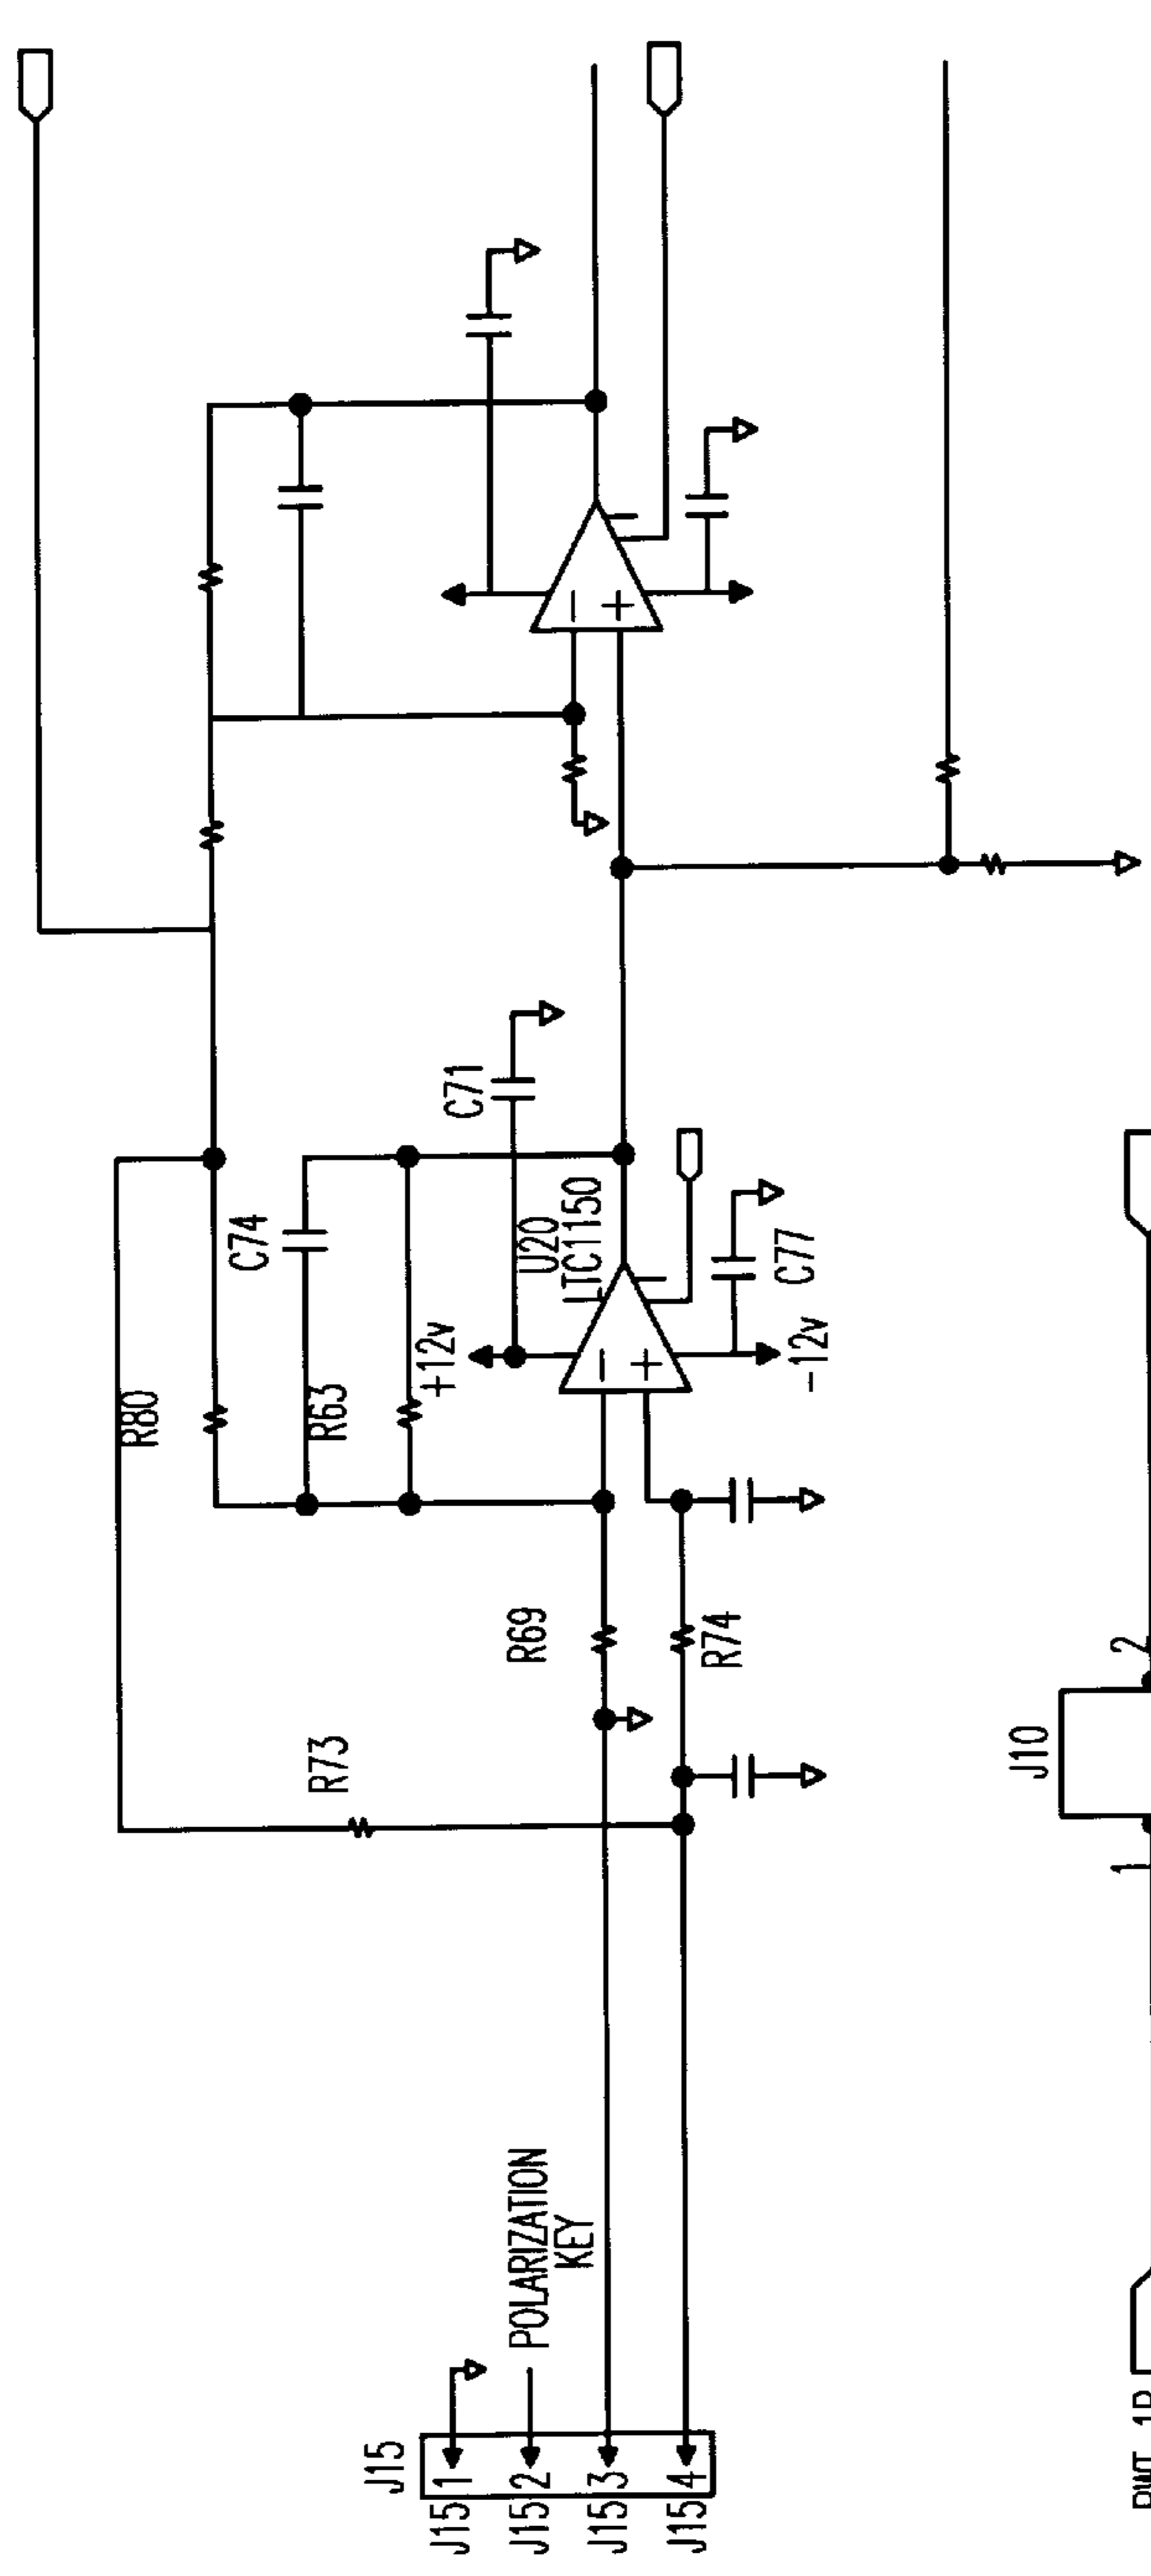 J15
J15 1
J15 2
J15 3
J15 4
POLARIZATION
KEY
R73
R80
R69
R74
R63
C74
+12v
-12v
C71
U20
LTC1150
C77
-
+
-
+
J10
1
2